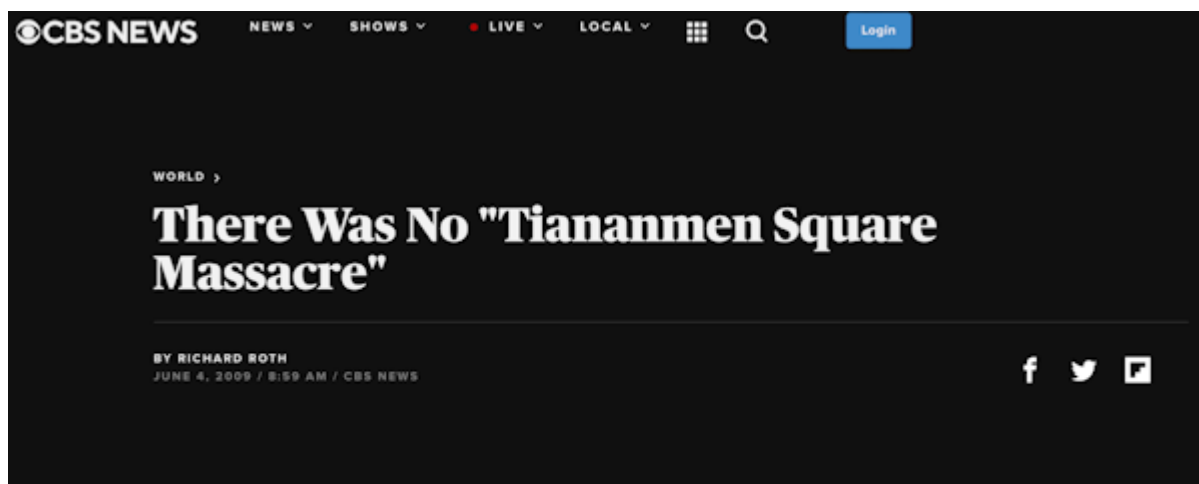 CBS NEWS NEWS SHOWS LIVE LOCAL Login
WORLD >
There Was No "Tiananmen Square
Massacre"
BY RICHARD ROTH
JUNE 4, 2009 / 8:59 AM / CBS NEWS